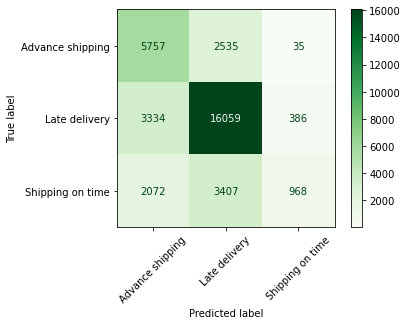 16000
14000
12000
10000
8000
6000
4000
2000
True label
Advance shipping 5757 2535 35
Late delivery 3334 16059 386
Shipping on time 2072 3407 968
Advance shipping
Late delivery
Shipping on time
Predicted label